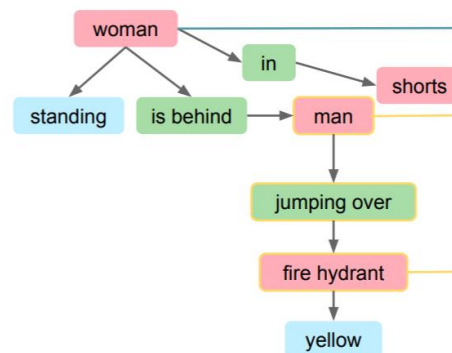 woman
in
shorts
standing
is behind
man
jumping over
fire hydrant
yellow